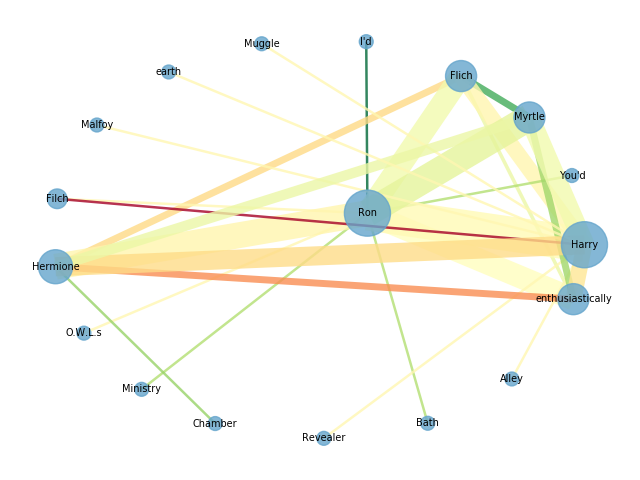 I'd
Muggle
earth
Flich
Malfoy
Myrtle
You'd
Filch
Ron
Harry
Hermione
enthusiastically
O.W.L.s
Alley
Ministry
Chamber
Bath
Revealer